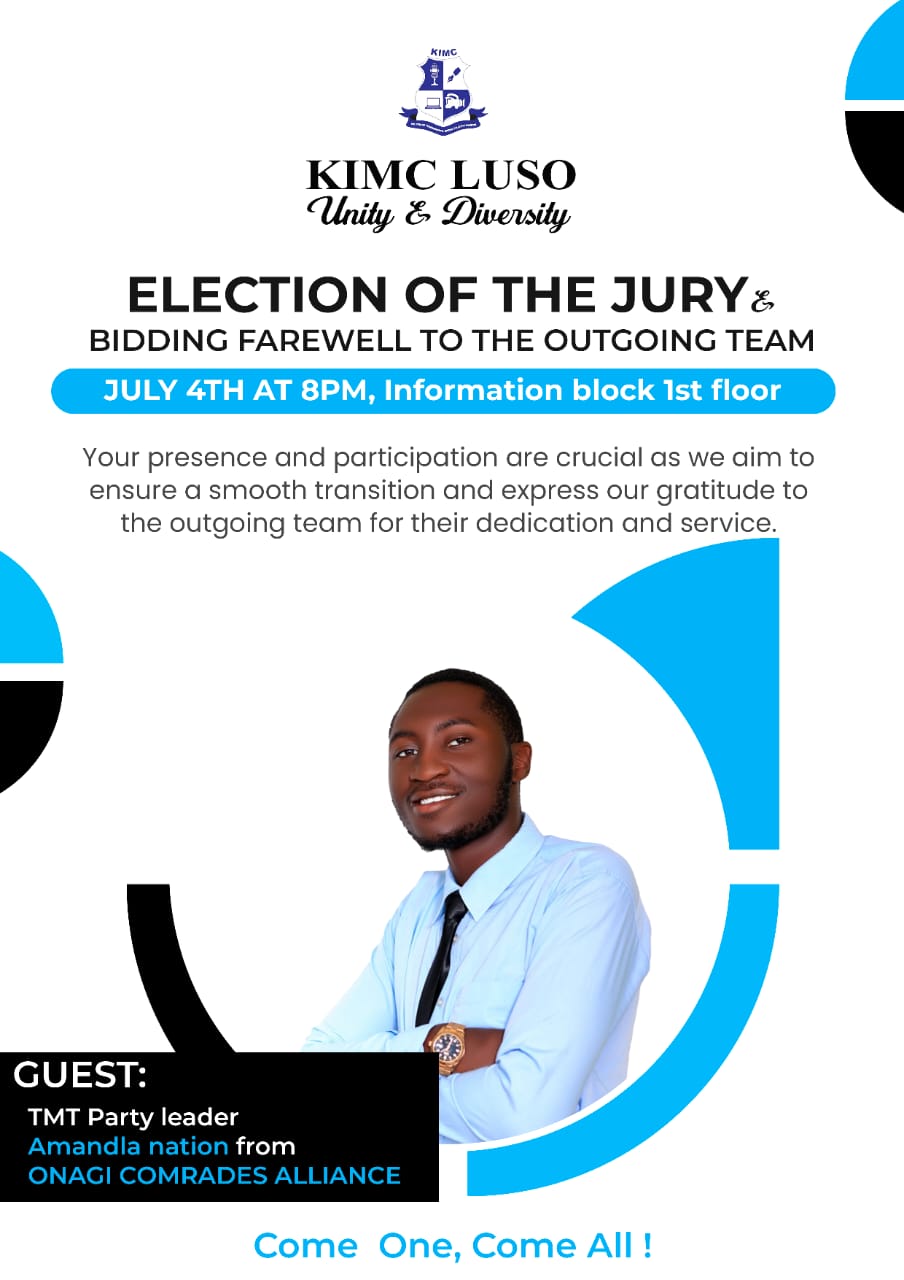 KIMC
KIMC LUSO
Unity & Diversity
ELECTION OF THE JURY &
BIDDING FAREWELL TO THE OUTGOING TEAM
JULY 4TH AT 8PM, Information block 1st floor
Your presence and participation are crucial as we aim to
ensure a smooth transition and express our gratitude to
the outgoing team for their dedication and service.
GUEST:
TMT Party leader
Amandla nation from
ONAGI COMRADES ALLIANCE
Come One, Come All !